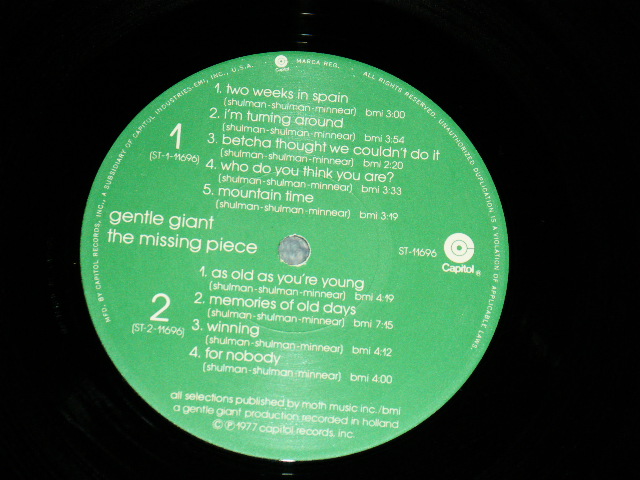 MFG. BY CAPITOL RECORDS, INC., A SUBSIDIARY OF CAPITOL INDUSTRIES-EMI, INC., U.S.A.
Capitol
MARCA REG.
ALL RIGHTS RESERVED. UNAUTHORIZED DUPLICATION IS A VIOLATION OF APPLICABLE LAWS.
1
(ST-1-11696)
1. two weeks in spain
(shulman-shulman-minnear) bmi 3:00
2. i'm turning around
(shulman-shulman-minnear) bmi 3:54
3. betcha thought we couldn't do it
(shulman-shulman-minnear) bmi 2:20
4. who do you think you are?
(shulman-shulman-minnear) bmi 3:33
5. mountain time
(shulman-shulman-minnear) bmi 3:19
gentle giant
the missing piece
ST-11696
Capitol®
2
(ST-2-11696)
1. as old as you're young
(shulman-shulman-minnear) bmi 4:19
2. memories of old days
(shulman-shulman-minnear) bmi 7:15
3. winning
(shulman-shulman-minnear) bmi 4:12
4. for nobody
(shulman-shulman-minnear) bmi 4:00
all selections published by moth music inc./bmi
a gentle giant production recorded in holland
©℗1977 capitol records, inc.